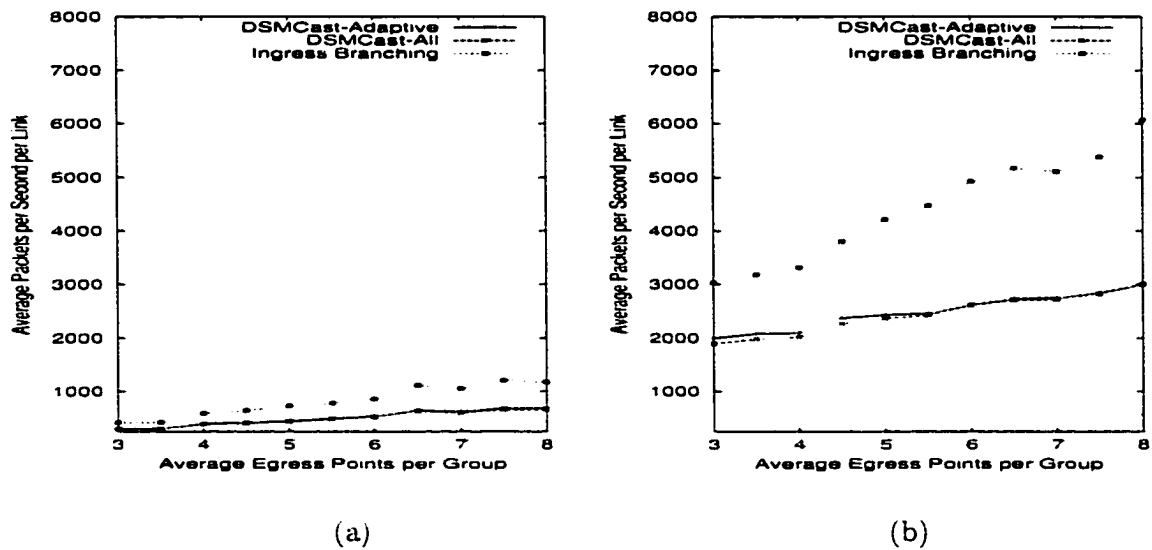 8000
7000
6000
5000
4000
3000
2000
1000
DSMCast-Adaptive
DSMCast-All
Ingress Branching
Average Packets per Second per Link
3 4 5 6 7 8
Average Egress Points per Group
(a)
8000
7000
6000
5000
4000
3000
2000
1000
DSMCast-Adaptive
DSMCast-All
Ingress Branching
Average Packets per Second per Link
3 4 5 6 7 8
Average Egress Points per Group
(b)